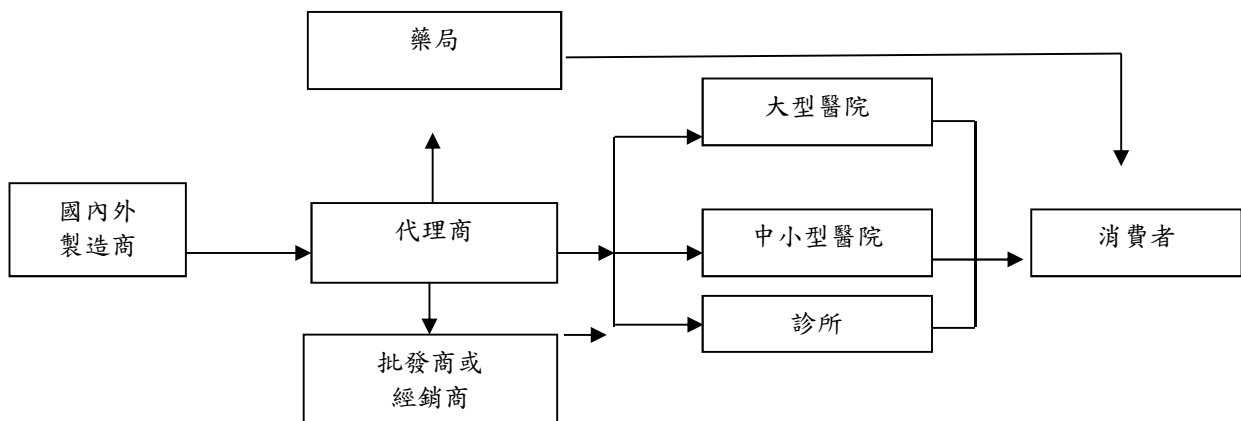 藥局
大型醫院
國內外
製造商
代理商
中小型醫院
消費者
診所
批發商或
經銷商